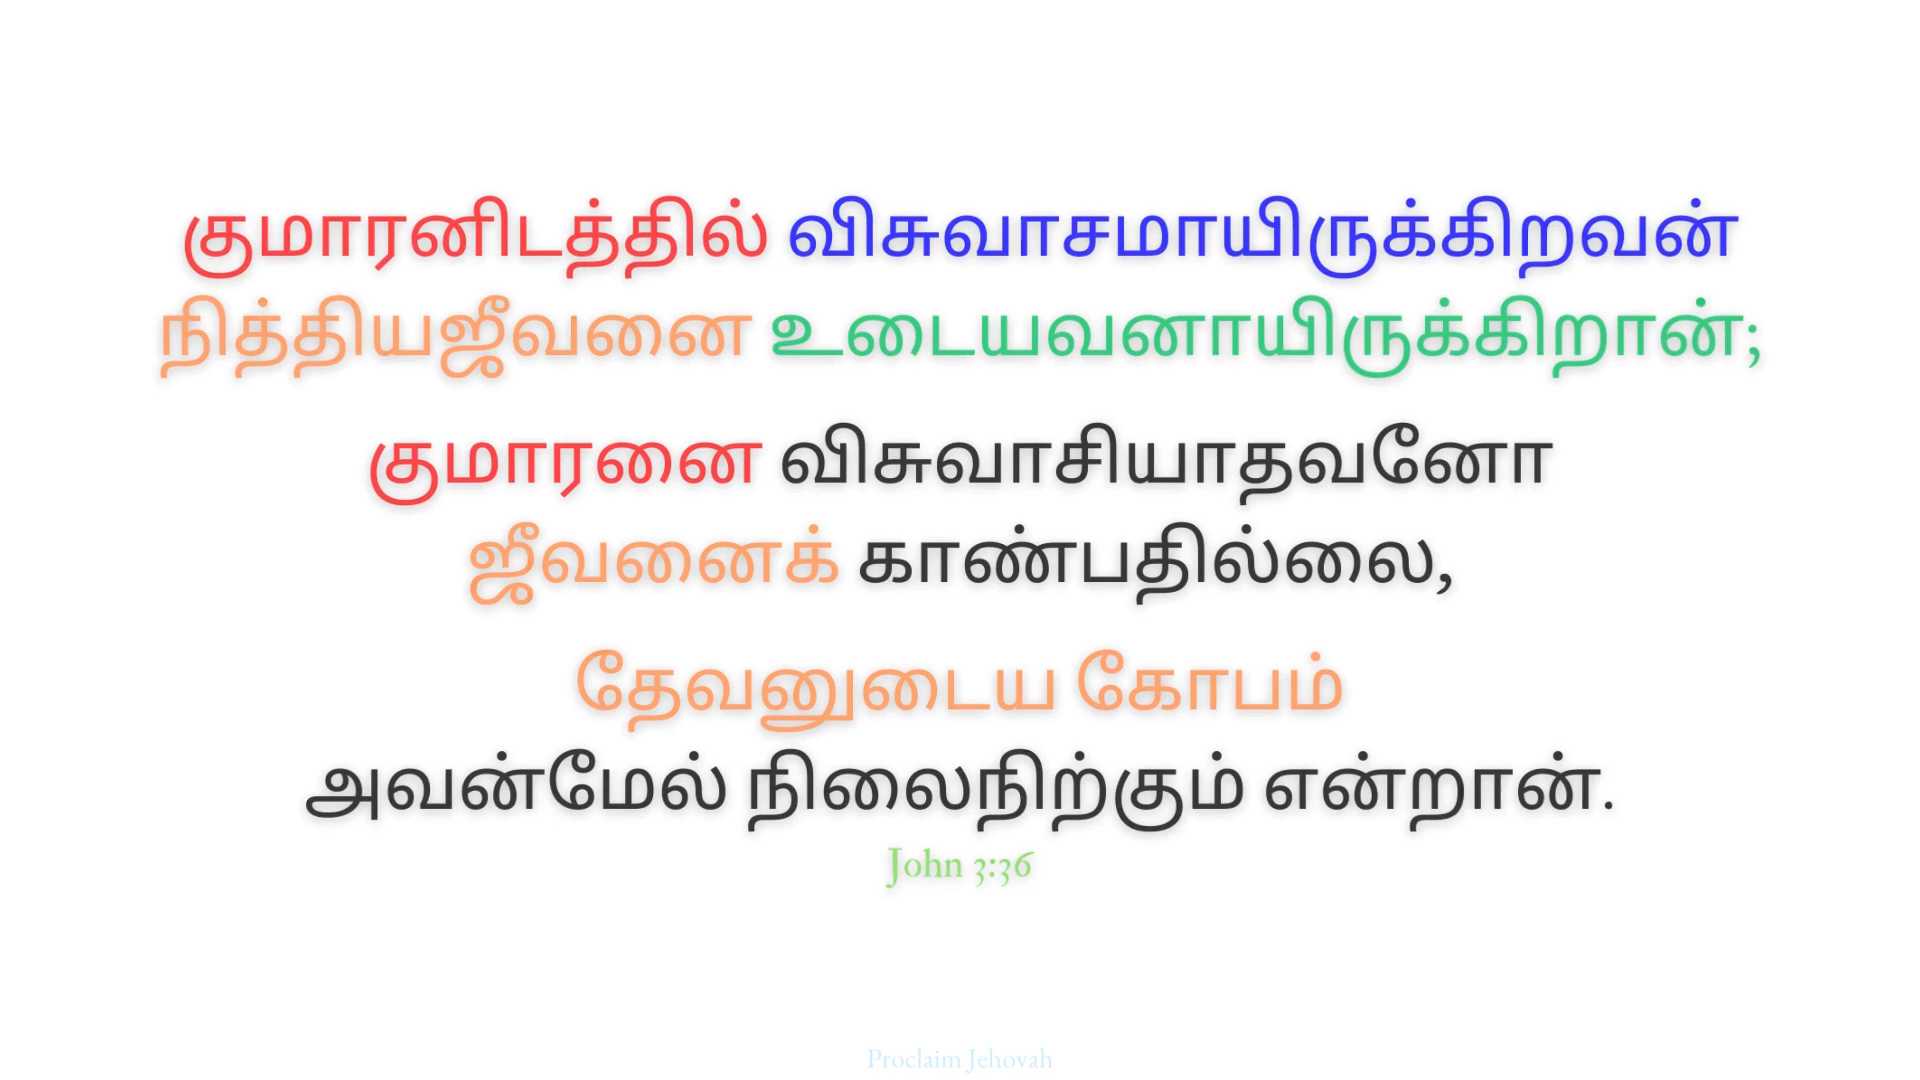 குமாரனிடத்தில் விசுவாசமாயிருக்கிறவன்
நித்தியஜீவனை உடையவனாயிருக்கிறான்;
குமாரனை விசுவாசியாதவனோ
ஜீவனைக் காண்பதில்லை,
தேவனுடைய கோபம்
அவன்மேல் நிலைநிற்கும் என்றான்.
John 3:36
Proclaim Jehovah